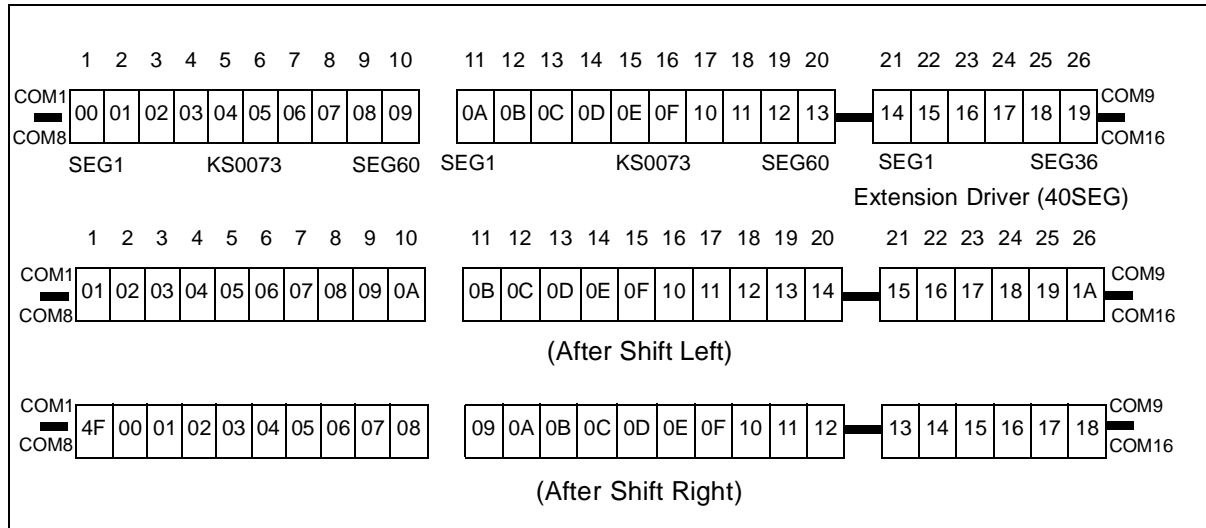 1 2 3 4 5 6 7 8 9 10 11 12 13 14 15 16 17 18 19 20 21 22 23 24 25 26
COM1 00 01 02 03 04 05 06 07 08 09 0A 0B 0C 0D 0E 0F 10 11 12 13 14 15 16 17 18 19 COM9
COM8 COM16
SEG1 KS0073 SEG60 SEG1 KS0073 SEG60 SEG1 SEG36
Extension Driver (40SEG)
1 2 3 4 5 6 7 8 9 10 11 12 13 14 15 16 17 18 19 20 21 22 23 24 25 26
COM1 01 02 03 04 05 06 07 08 09 0A 0B 0C 0D 0E 0F 10 11 12 13 14 15 16 17 18 19 1A COM9
COM8 COM16
(After Shift Left)
COM1 4F 00 01 02 03 04 05 06 07 08 09 0A 0B 0C 0D 0E 0F 10 11 12 13 14 15 16 17 18 COM9
COM8 COM16
(After Shift Right)